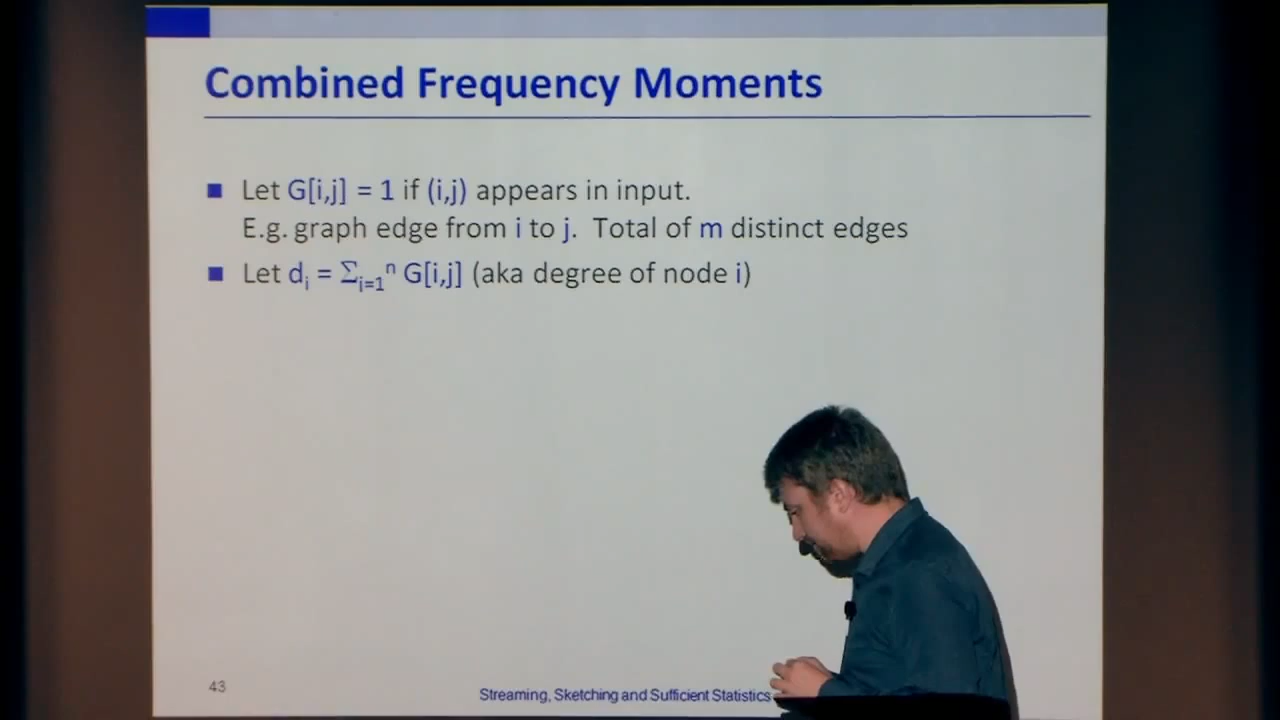 Combined Frequency Moments
Let G[i,j] = 1 if (i,j) appears in input.
E.g. graph edge from i to j. Total of m distinct edges
Let dᵢ = Σᵢ₌₁ⁿ G[i,j] (aka degree of node i)
43
Streaming, Sketching and Sufficient Statistics